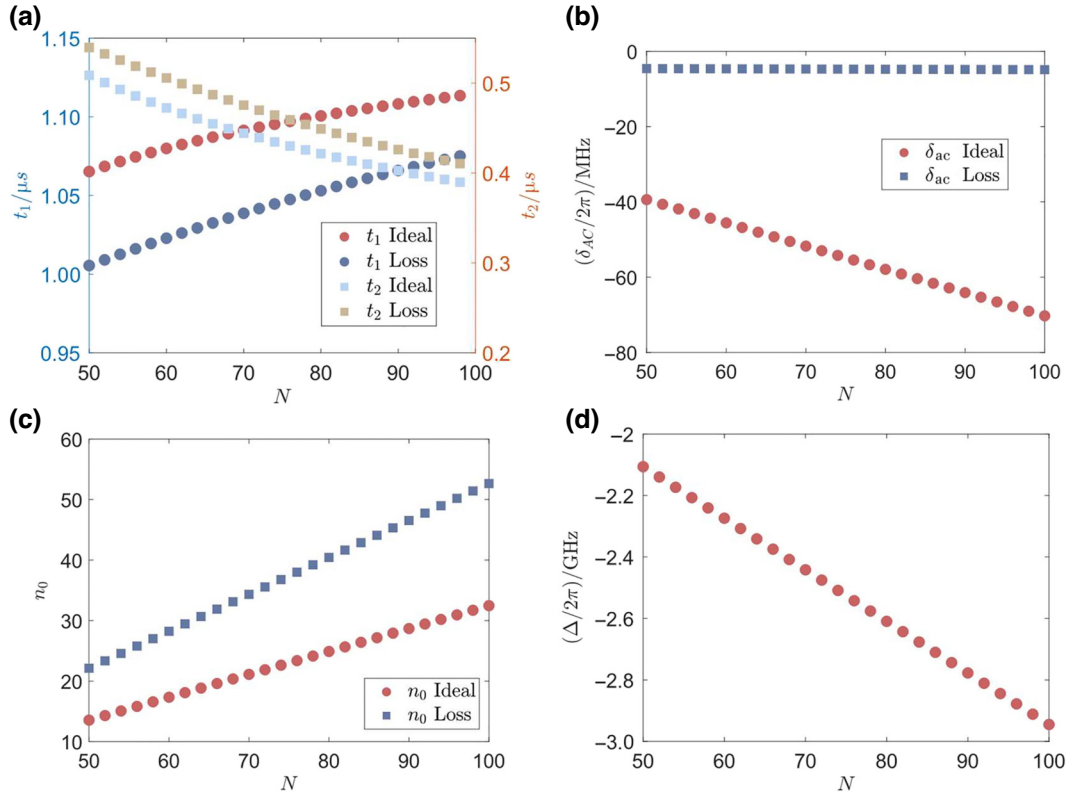 (a)
1.15
1.10
1.05
1.00
0.95
t₁/μs
0.5
0.4
0.3
0.2
t₂/μs
t₁ Ideal
t₁ Loss
t₂ Ideal
t₂ Loss
50 60 70 80 90 100
N
(b)
0
−20
−40
−60
−80
(δ_AC/2π)/MHz
δ_ac Ideal
δ_ac Loss
50 60 70 80 90 100
N
(c)
60
50
40
30
20
10
n₀
n₀ Ideal
n₀ Loss
50 60 70 80 90 100
N
(d)
−2
−2.2
−2.4
−2.6
−2.8
−3.0
(Δ/2π)/GHz
50 60 70 80 90 100
N